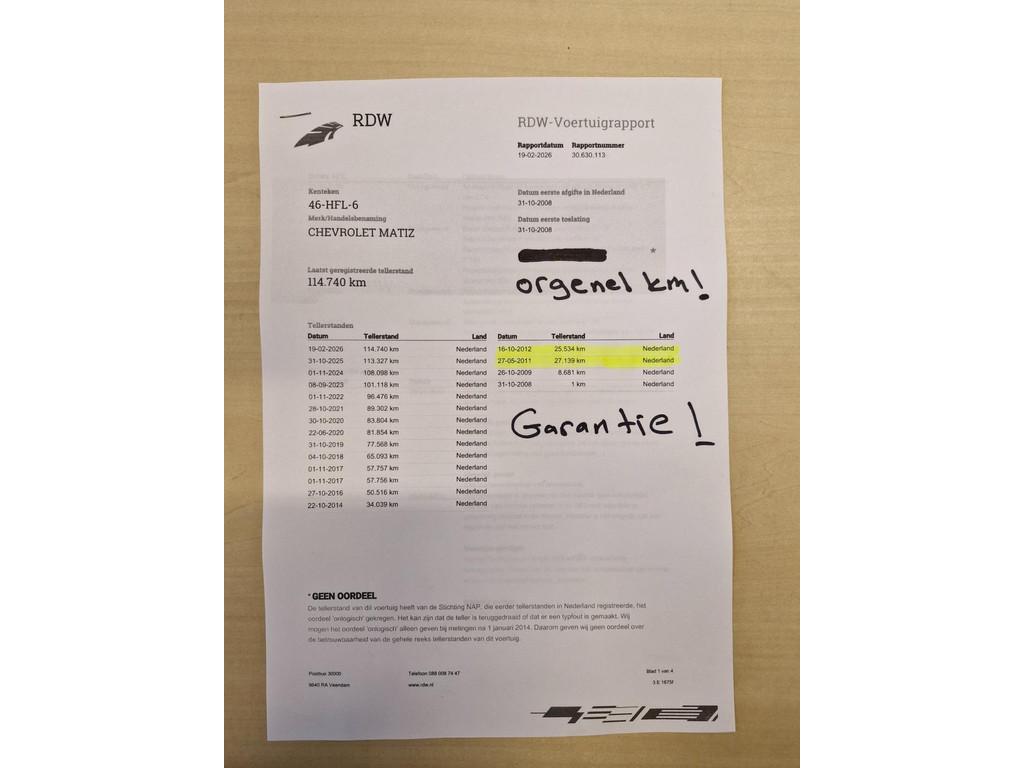 RDW
RDW-Voertuigrapport
Rapportdatum Rapportnummer
19-02-2026 30.630.113
Kenteken
46-HFL-6
Merk/Handelsbenaming
CHEVROLET MATIZ
Laatst geregistreerde tellerstand
114.740 km
Datum eerste afgifte in Nederland
31-10-2008
Datum eerste toelating
31-10-2008
*
orgenel km!
Tellerstanden
Datum Tellerstand Land
19-02-2026 114.740 km Nederland
31-10-2025 113.327 km Nederland
01-11-2024 108.098 km Nederland
08-09-2023 101.118 km Nederland
01-11-2022 96.476 km Nederland
28-10-2021 89.302 km Nederland
30-10-2020 83.804 km Nederland
22-06-2020 81.854 km Nederland
31-10-2019 77.568 km Nederland
04-10-2018 65.093 km Nederland
01-11-2017 57.757 km Nederland
01-11-2017 57.756 km Nederland
27-10-2016 50.516 km Nederland
22-10-2014 34.039 km Nederland
Datum Tellerstand Land
16-10-2012 25.534 km Nederland
27-05-2011 27.139 km Nederland
26-10-2009 8.681 km Nederland
31-10-2008 1 km Nederland
Garantie!
* GEEN OORDEEL
De tellerstand van dit voertuig heeft van de Stichting NAP, die eerder tellerstanden in Nederland registreerde, het
oordeel 'onlogisch' gekregen. Het kan zijn dat de teller is teruggedraaid of dat er een typfout is gemaakt. Wij
mogen het oordeel 'onlogisch' alleen geven bij metingen na 1 januari 2014. Daarom geven wij geen oordeel over
de betrouwbaarheid van de gehele reeks tellerstanden van dit voertuig.
Postbus 30000
9640 RA Veendam
Telefoon 088 008 74 47
www.rdw.nl
Blad 1 van 4
3 E 1675f